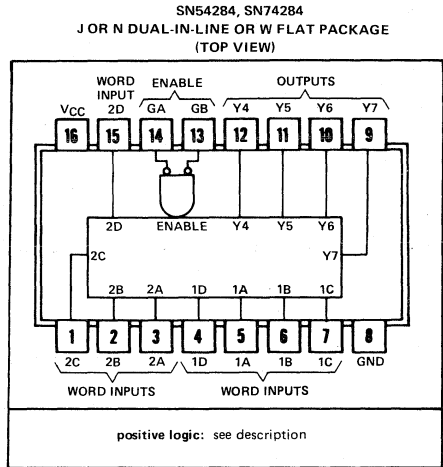 SN54284, SN74284
J OR N DUAL-IN-LINE OR W FLAT PACKAGE
(TOP VIEW)
WORD INPUT ENABLE OUTPUTS
VCC 2D GA GB Y4 Y5 Y6 Y7
16 15 14 13 12 11 10 9
2D ENABLE Y4 Y5 Y6
2C Y7
2B 2A 1D 1A 1B 1C
1 2 3 4 5 6 7 8
2C 2B 2A 1D 1A 1B 1C GND
WORD INPUTS WORD INPUTS
positive logic: see description